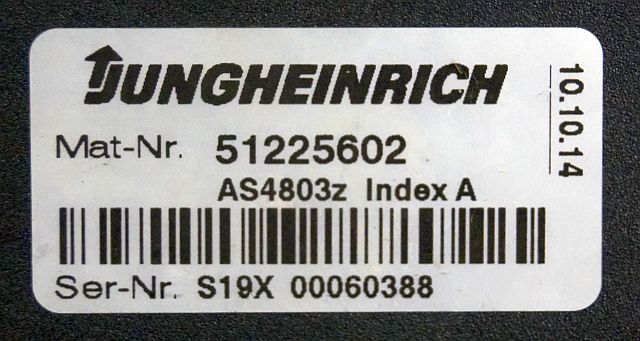 JUNGHEINRICH
10.10.14
Mat-Nr. 51225602
AS4803z Index A
Ser-Nr. S19X 00060388